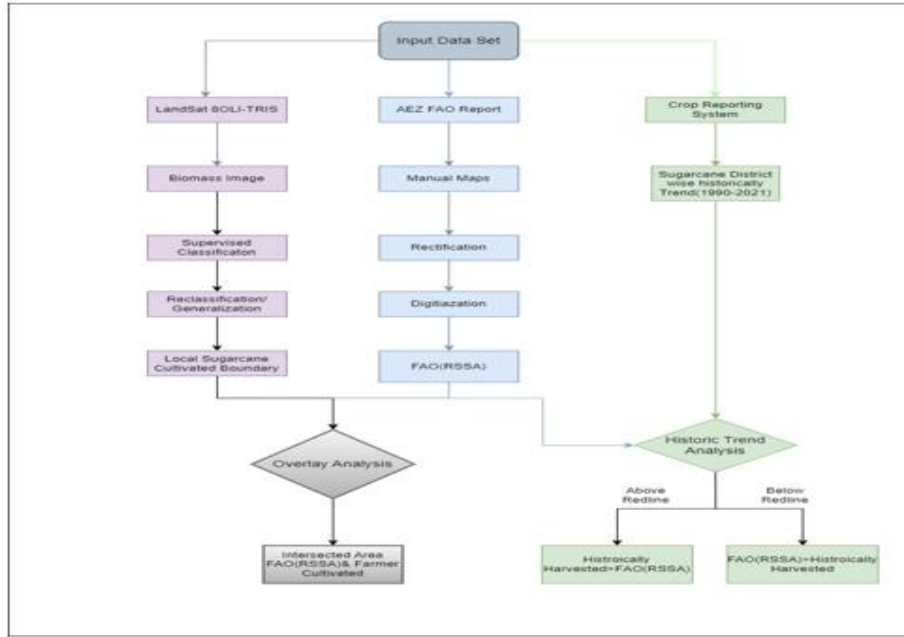 Input Data Set
LandSat 8OLI-TRIS
AEZ FAO Report
Crop Reporting
System
Biomass Image
Manual Maps
Sugarcane District
wise historically
Trend(1990-2021)
Supervised
Classificaton
Rectification
Reclassification/
Generalization
Digitiazation
Local Sugarcane
Cultivated Boundary
FAO(RSSA)
Overlay Analysis
Historic Trend
Analysis
Above
Redline
Below
Redline
Intersected Area
FAO(RSSA)& Farmer
Cultivated
Histroically
Harvested>FAO(RSSA)
FAO(RSSA)>Histroically
Harvested